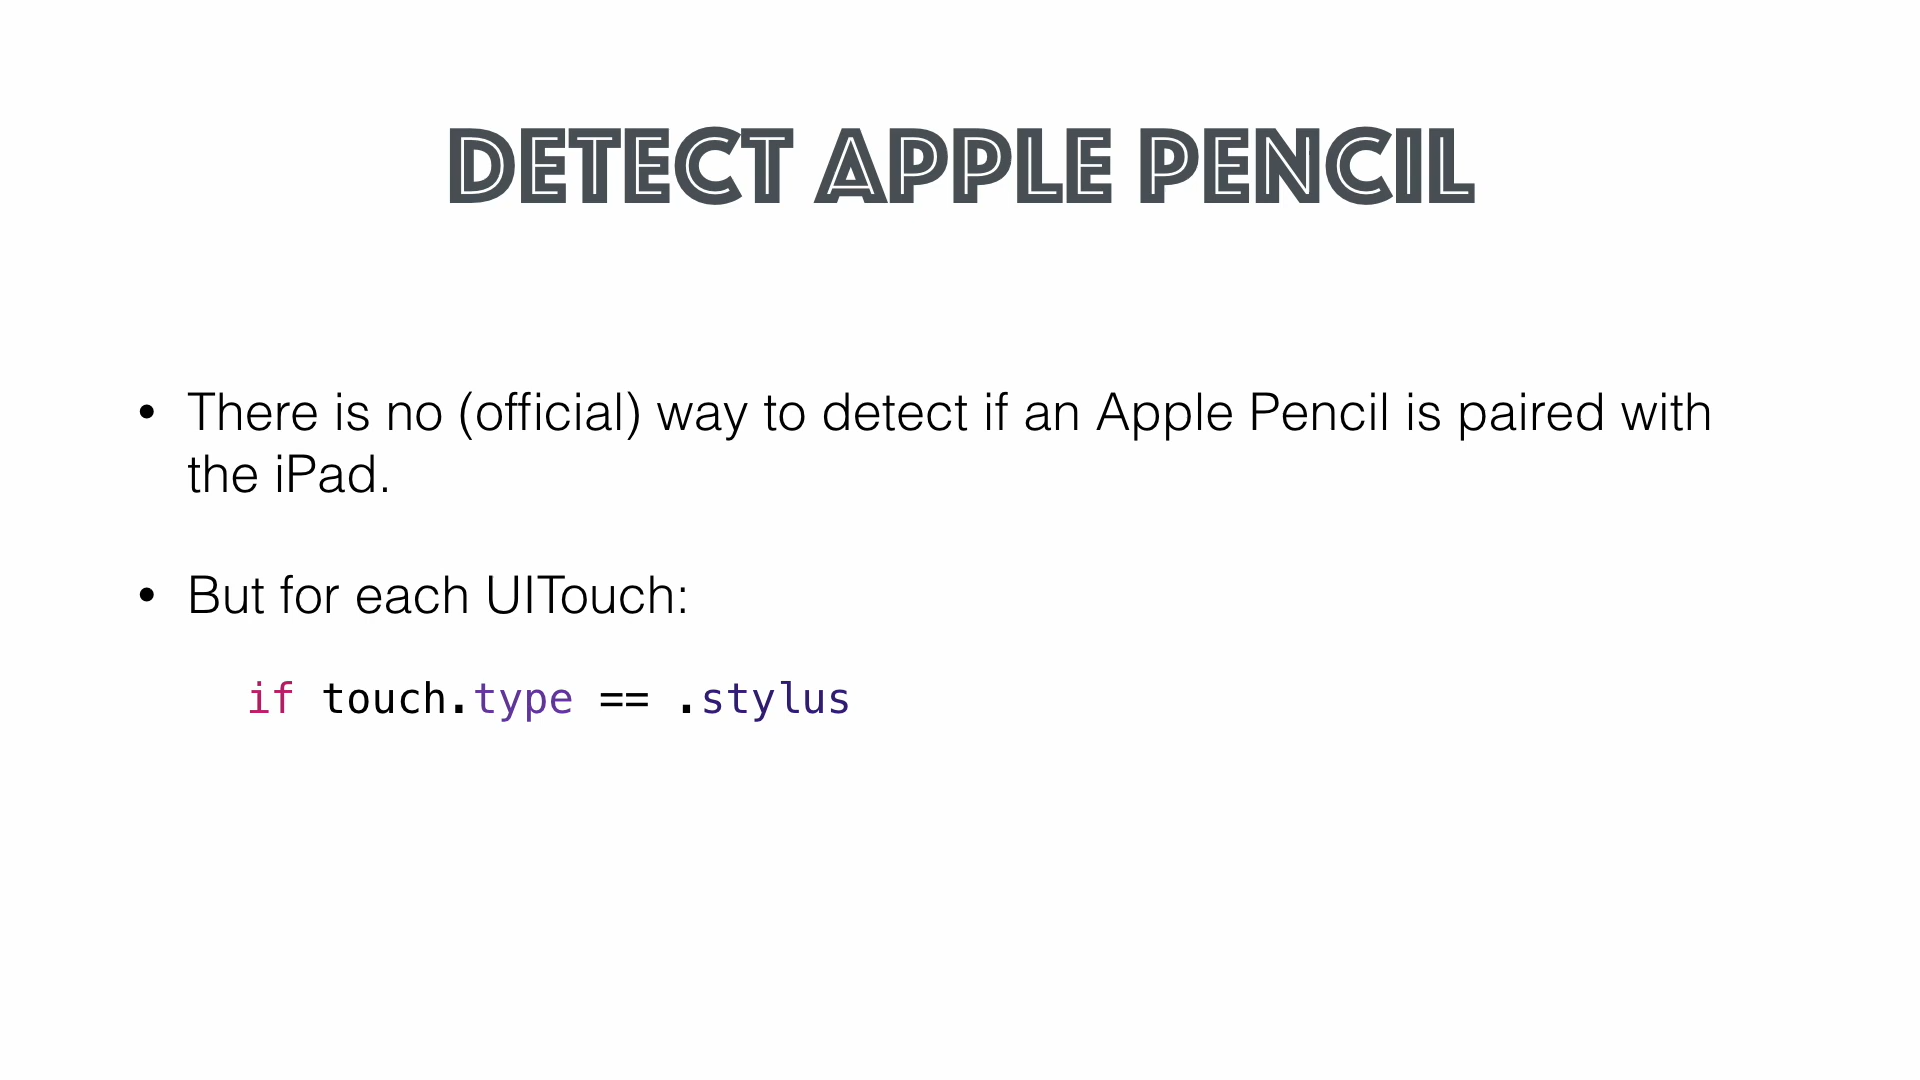 DETECT APPLE PENCIL
• There is no (official) way to detect if an Apple Pencil is paired with
the iPad.
• But for each UITouch:
if touch.type == .stylus